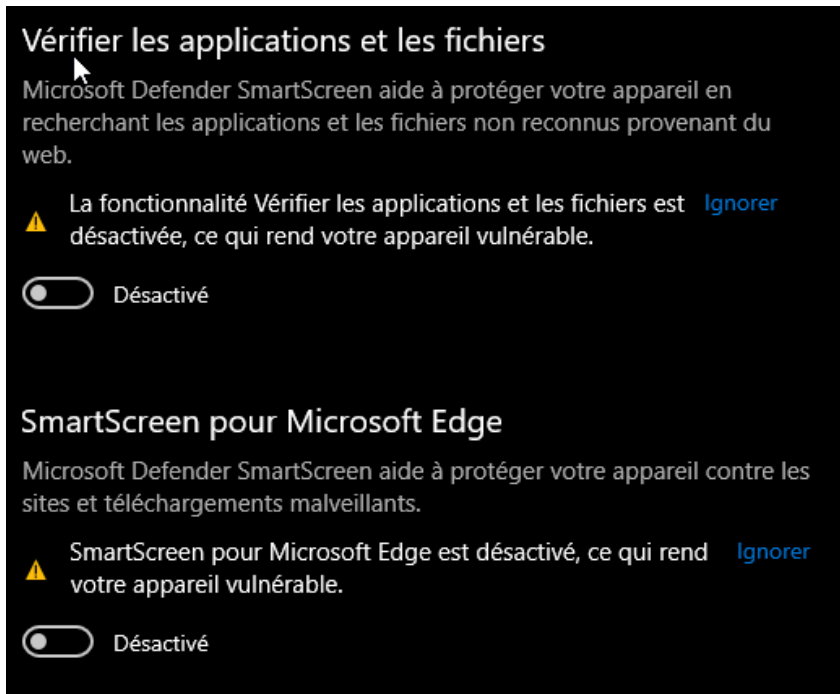 Vérifier les applications et les fichiers
Microsoft Defender SmartScreen aide à protéger votre appareil en
recherchant les applications et les fichiers non reconnus provenant du
web.
La fonctionnalité Vérifier les applications et les fichiers est Ignorer
désactivée, ce qui rend votre appareil vulnérable.
Désactivé
SmartScreen pour Microsoft Edge
Microsoft Defender SmartScreen aide à protéger votre appareil contre les
sites et téléchargements malveillants.
SmartScreen pour Microsoft Edge est désactivé, ce qui rend Ignorer
votre appareil vulnérable.
Désactivé